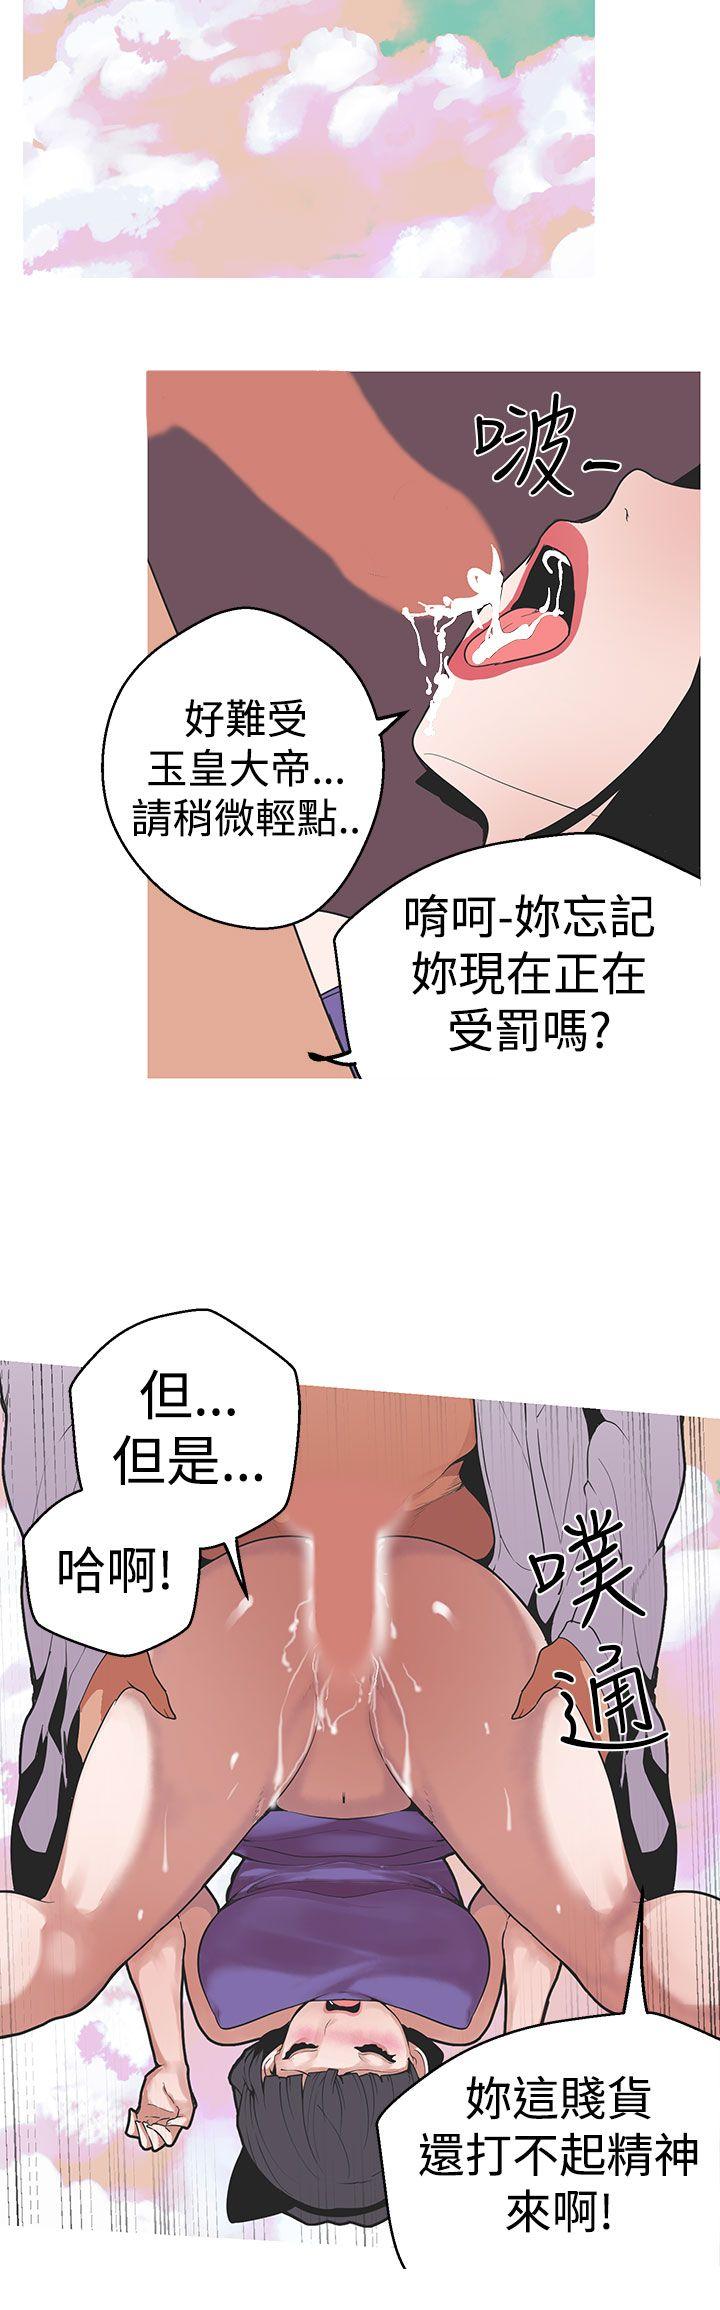 啵-
好難受
玉皇大帝...
請稍微輕點..
唷呵-妳忘記
妳現在正在
受罰嗎?
但...
但是...
哈啊!
噗
通
妳這賤貨
還打不起精神
來啊!